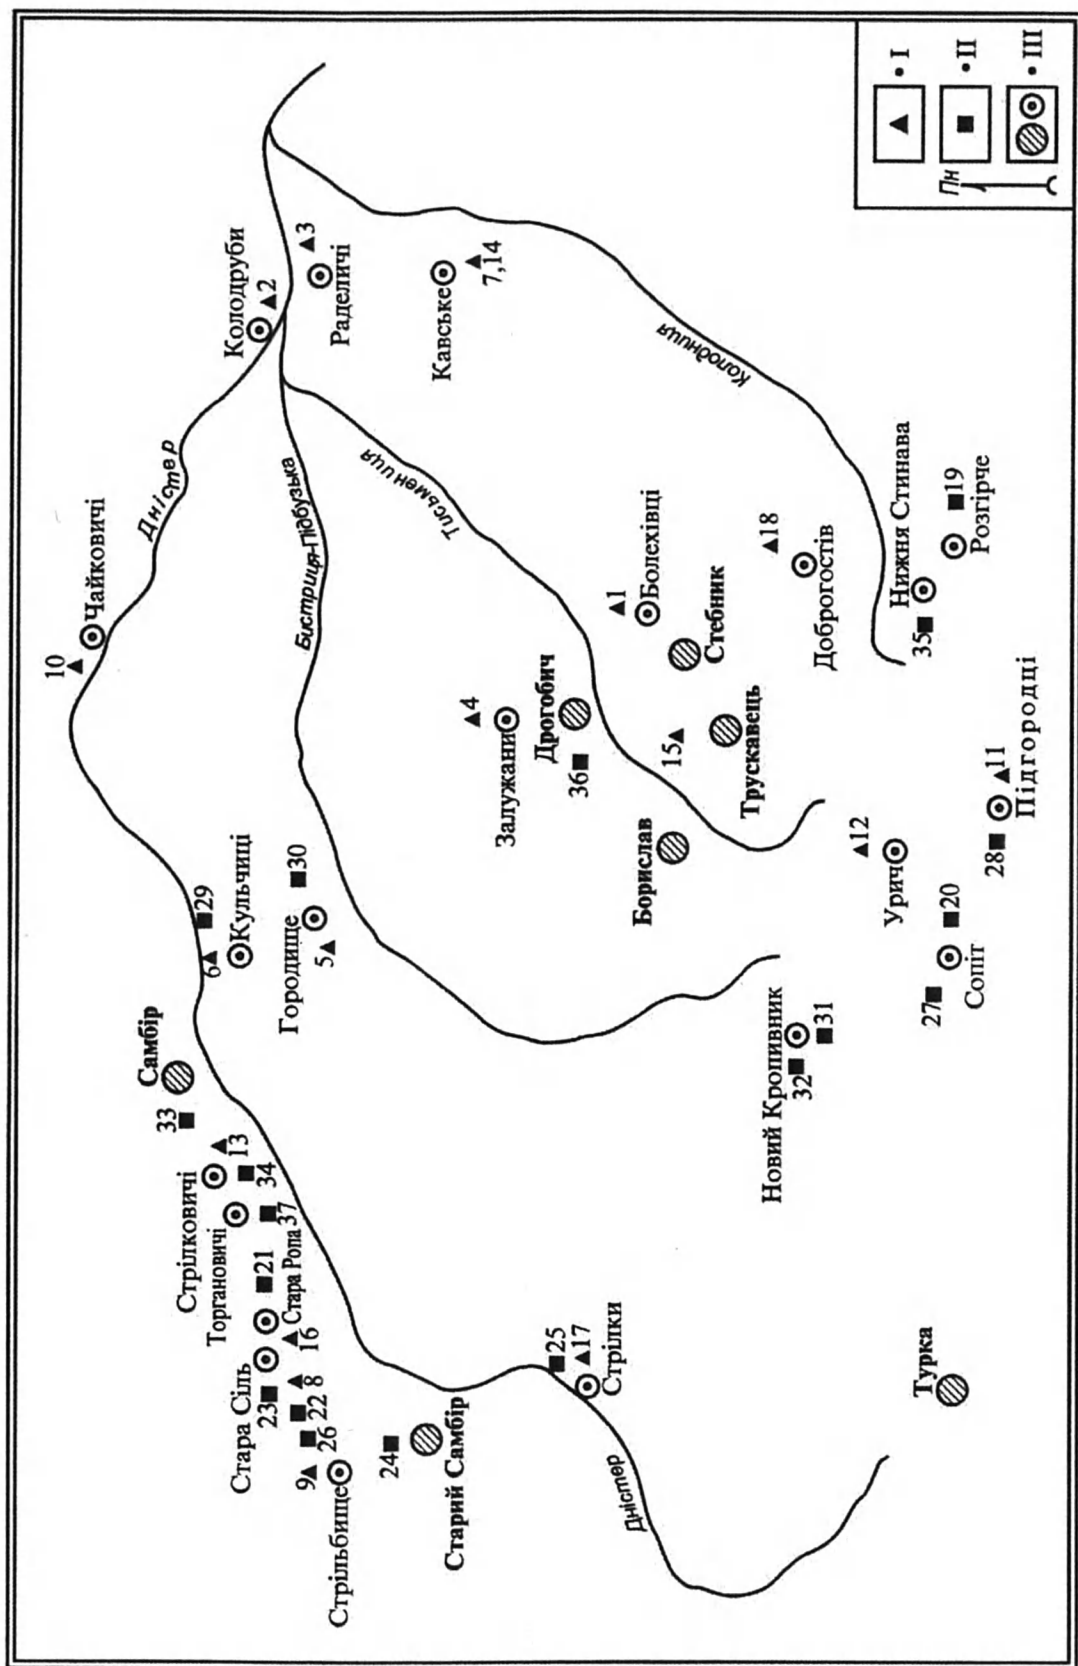 Колодруби
2
3
Раделичі
Кавське
7,14
Дністер
Чайковичі
10
Бистриця-Підбузька
Тисьмениця
Колодниця
Болехівці
1
Стебник
18
Доброгостів
Нижня Стинава
35
19
Розгірче
4
Залужани
Дрогобич
36
15
Трускавець
Борислав
12
Урич
28
11
Підгородці
20
27
Сопіт
29
6
Кульчиці
30
Городище
5
Самбір
33
13
Стрілковичі
34
Торгановичі
37
21
Стара Ропа
16
Стара Сіль
23
8
22
26
9
Стрільбище
24
Старий Самбір
25
17
Стрілки
Дністер
Новий Кропивник
32
31
Турка
Пн
• I
• II
• III